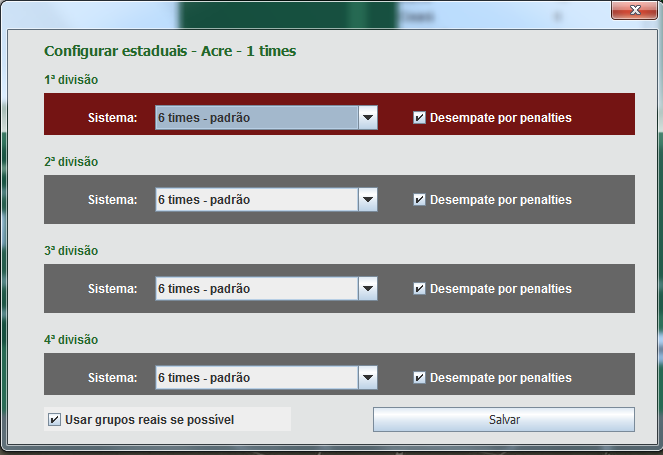 Ceará
Configurar estaduais - Acre - 1 times
1ª divisão
Sistema: 6 times - padrão Desempate por penalties
2ª divisão
Sistema: 6 times - padrão Desempate por penalties
3ª divisão
Sistema: 6 times - padrão Desempate por penalties
4ª divisão
Sistema: 6 times - padrão Desempate por penalties
Usar grupos reais se possível Salvar